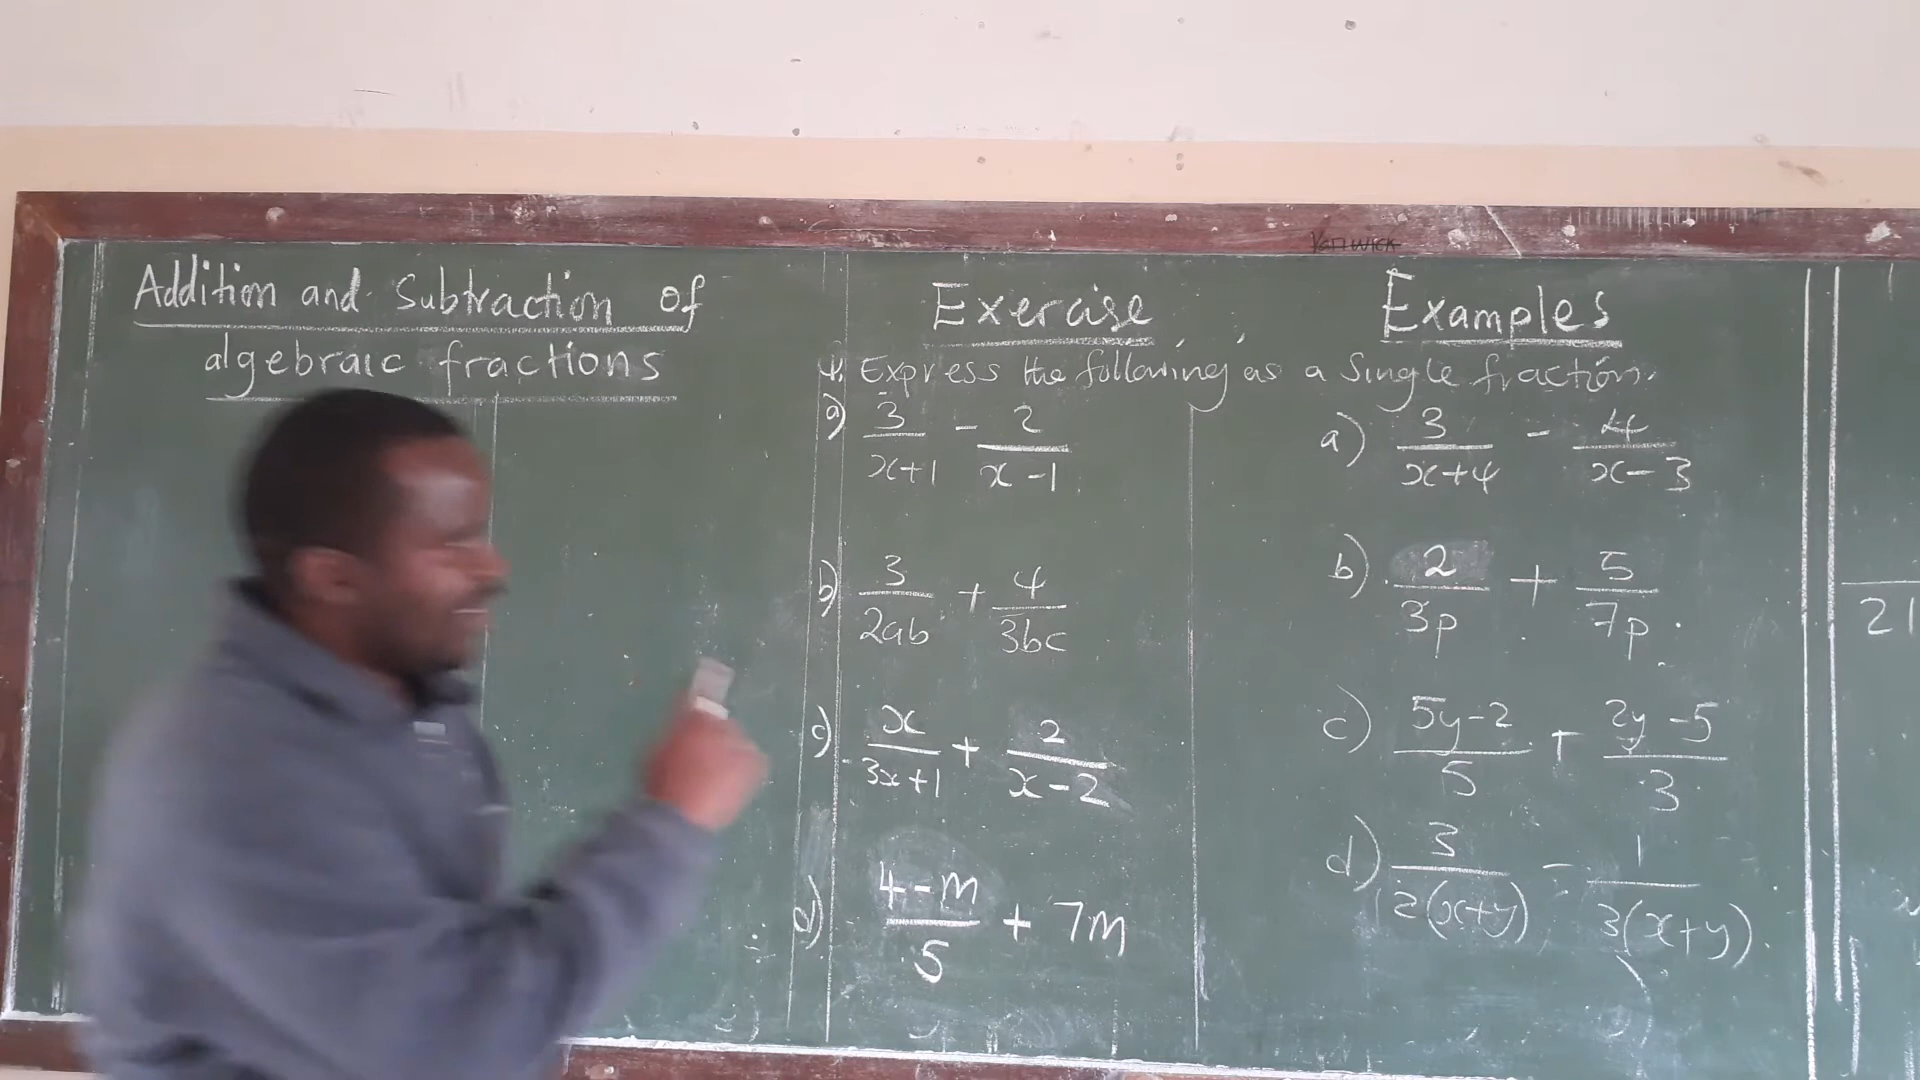 Vanwick
Addition and Subtraction of
algebraic fractions
Exercise
Express the following as a single fraction.
a) 3/(x+1) - 2/(x-1)
b) 3/2ab + 4/3bc
c) x/(3x+1) + 2/(x-2)
d) (4-m)/5 + 7m
Examples
a) 3/(x+4) - 4/(x-3)
b) 2/3p + 5/7p
c) (5y-2)/5 + (2y-5)/3
d) 3/2(x+y) - 1/3(x+y)
21